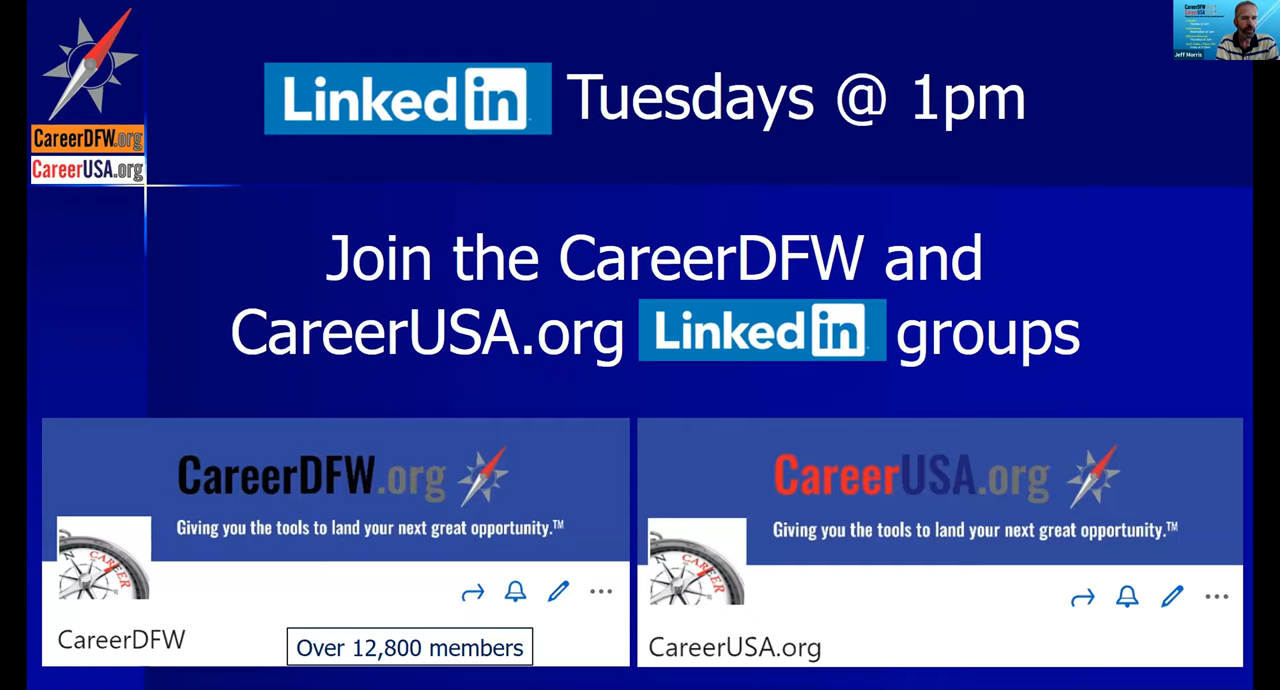 LinkedIn Tuesdays @ 1pm
CareerDFW.org
CareerUSA.org
Jeff Morris
Join the CareerDFW and
CareerUSA.org LinkedIn groups
CareerDFW.org
Giving you the tools to land your next great opportunity.™
CAREER
CareerDFW
Over 12,800 members
CareerUSA.org
Giving you the tools to land your next great opportunity.™
CAREER
CareerUSA.org